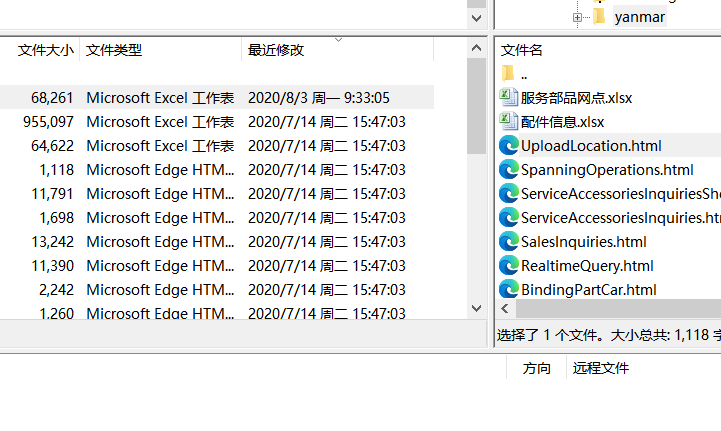 yanmar
文件大小 文件类型 最近修改
68,261 Microsoft Excel 工作表 2020/8/3 周一 9:33:05
955,097 Microsoft Excel 工作表 2020/7/14 周二 15:47:03
64,622 Microsoft Excel 工作表 2020/7/14 周二 15:47:03
1,118 Microsoft Edge HTM... 2020/7/14 周二 15:47:03
11,791 Microsoft Edge HTM... 2020/7/14 周二 15:47:03
1,698 Microsoft Edge HTM... 2020/7/14 周二 15:47:03
13,242 Microsoft Edge HTM... 2020/7/14 周二 15:47:03
11,390 Microsoft Edge HTM... 2020/7/14 周二 15:47:03
2,242 Microsoft Edge HTM... 2020/7/14 周二 15:47:03
1,260 Microsoft Edge HTM... 2020/7/14 周二 15:47:03
文件名
..
服务部品网点.xlsx
配件信息.xlsx
UploadLocation.html
SpanningOperations.html
ServiceAccessoriesInquiriesSho
ServiceAccessoriesInquiries.ht
SalesInquiries.html
RealtimeQuery.html
BindingPartCar.html
选择了 1 个文件。大小总共: 1,118 字
方向 远程文件